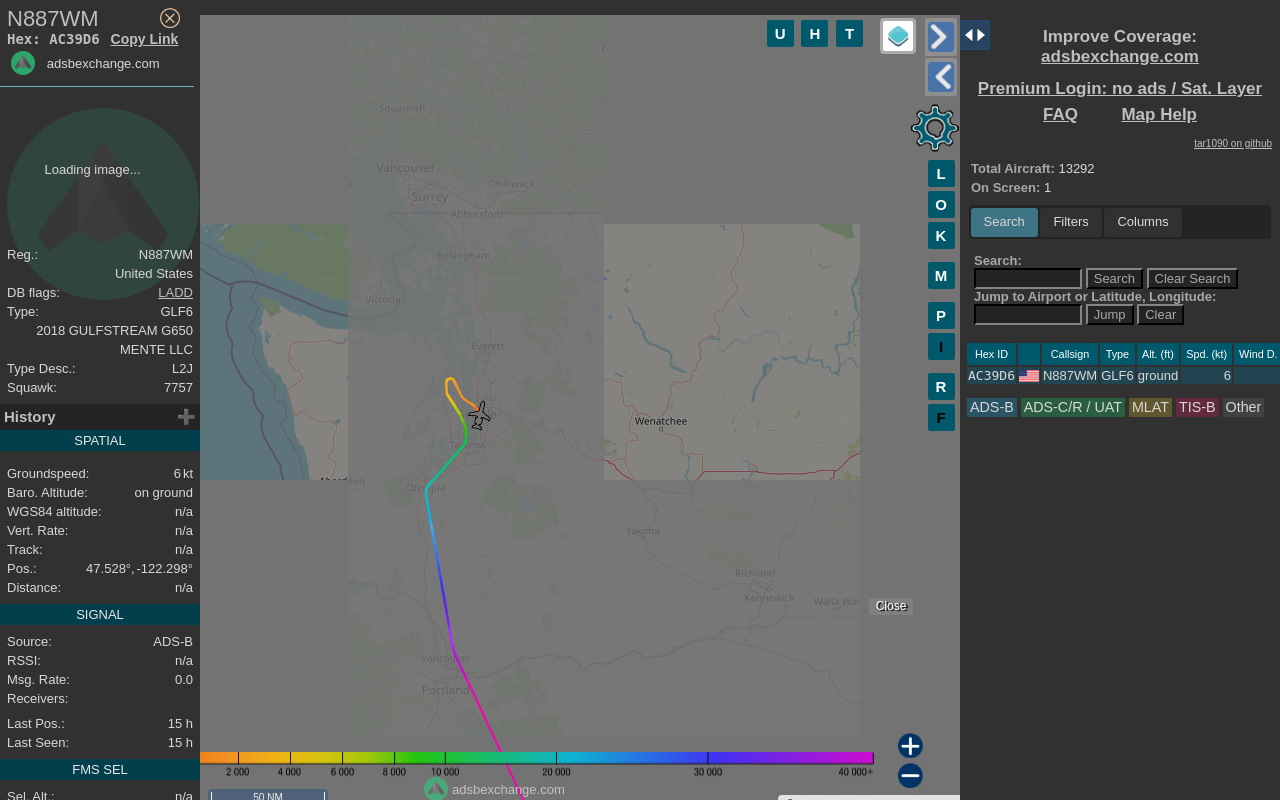 N887WM
Hex: AC39D6 Copy Link
adsbexchange.com
Loading image...
Reg.: N887WM
United States
DB flags: LADD
Type: GLF6
2018 GULFSTREAM G650
MENTE LLC
Type Desc.: L2J
Squawk: 7757
History
SPATIAL
Groundspeed: 6 kt
Baro. Altitude: on ground
WGS84 altitude: n/a
Vert. Rate: n/a
Track: n/a
Pos.: 47.528°, -122.298°
Distance: n/a
SIGNAL
Source: ADS-B
RSSI: n/a
Msg. Rate: 0.0
Receivers:
Last Pos.: 15 h
Last Seen: 15 h
FMS SEL
Sel. Alt.: n/a
U H T
Squamish
Vancouver
Surrey
Chilliwack
Abbotsford
Bellingham
Victoria
Everett
Tacoma
Wenatchee
Aberdeen
Olympia
Yakima
Richland
Kennewick
Walla Wal
Vancouver
Portland
L
O
K
M
P
I
R
F
Close
2 000 4 000 6 000 8 000 10 000 20 000 30 000 40 000+
adsbexchange.com
50 NM
Improve Coverage:
adsbexchange.com
Premium Login: no ads / Sat. Layer
FAQ Map Help
tar1090 on github
Total Aircraft: 13292
On Screen: 1
Search Filters Columns
Search:
Search Clear Search
Jump to Airport or Latitude, Longitude:
Jump Clear
Hex ID Callsign Type Alt. (ft) Spd. (kt) Wind D.
AC39D6 N887WM GLF6 ground 6
ADS-B ADS-C/R / UAT MLAT TIS-B Other